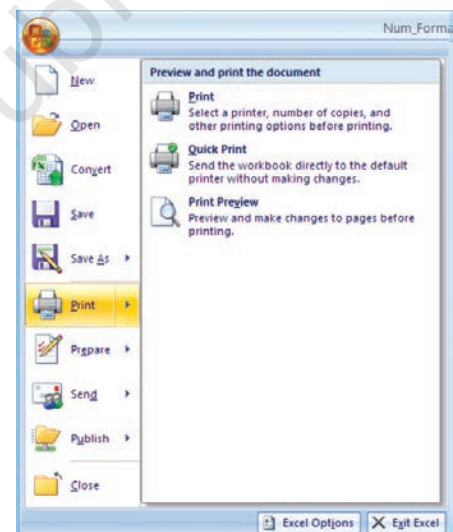 Num_Forma
New
Open
Convert
Save
Save As
Print
Prepare
Send
Publish
Close
Preview and print the document
Print
Select a printer, number of copies, and
other printing options before printing.
Quick Print
Send the workbook directly to the default
printer without making changes.
Print Preview
Preview and make changes to pages before
printing.
Excel Options
Exit Excel